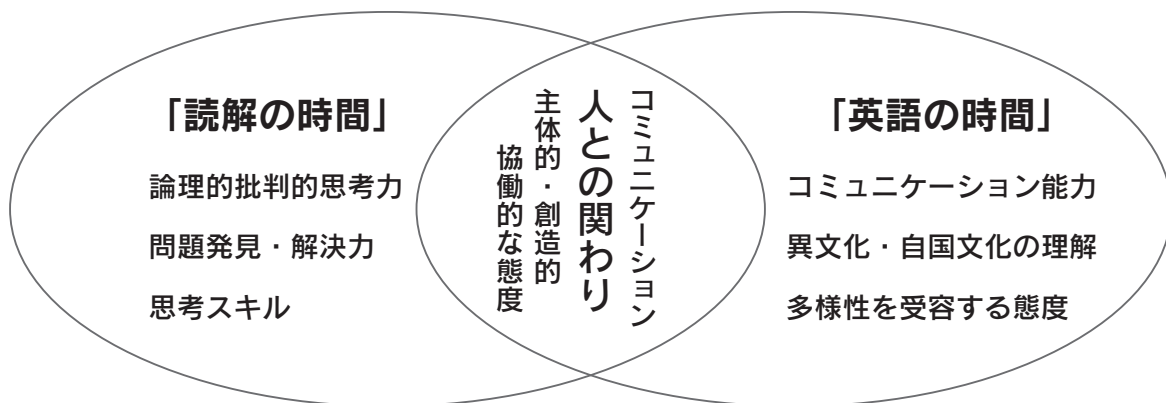 「読解の時間」
論理的批判的思考力
問題発見・解決力
思考スキル
コミュニケーション
人との関わり
主体的・創造的
協働的な態度
「英語の時間」
コミュニケーション能力
異文化・自国文化の理解
多様性を受容する態度